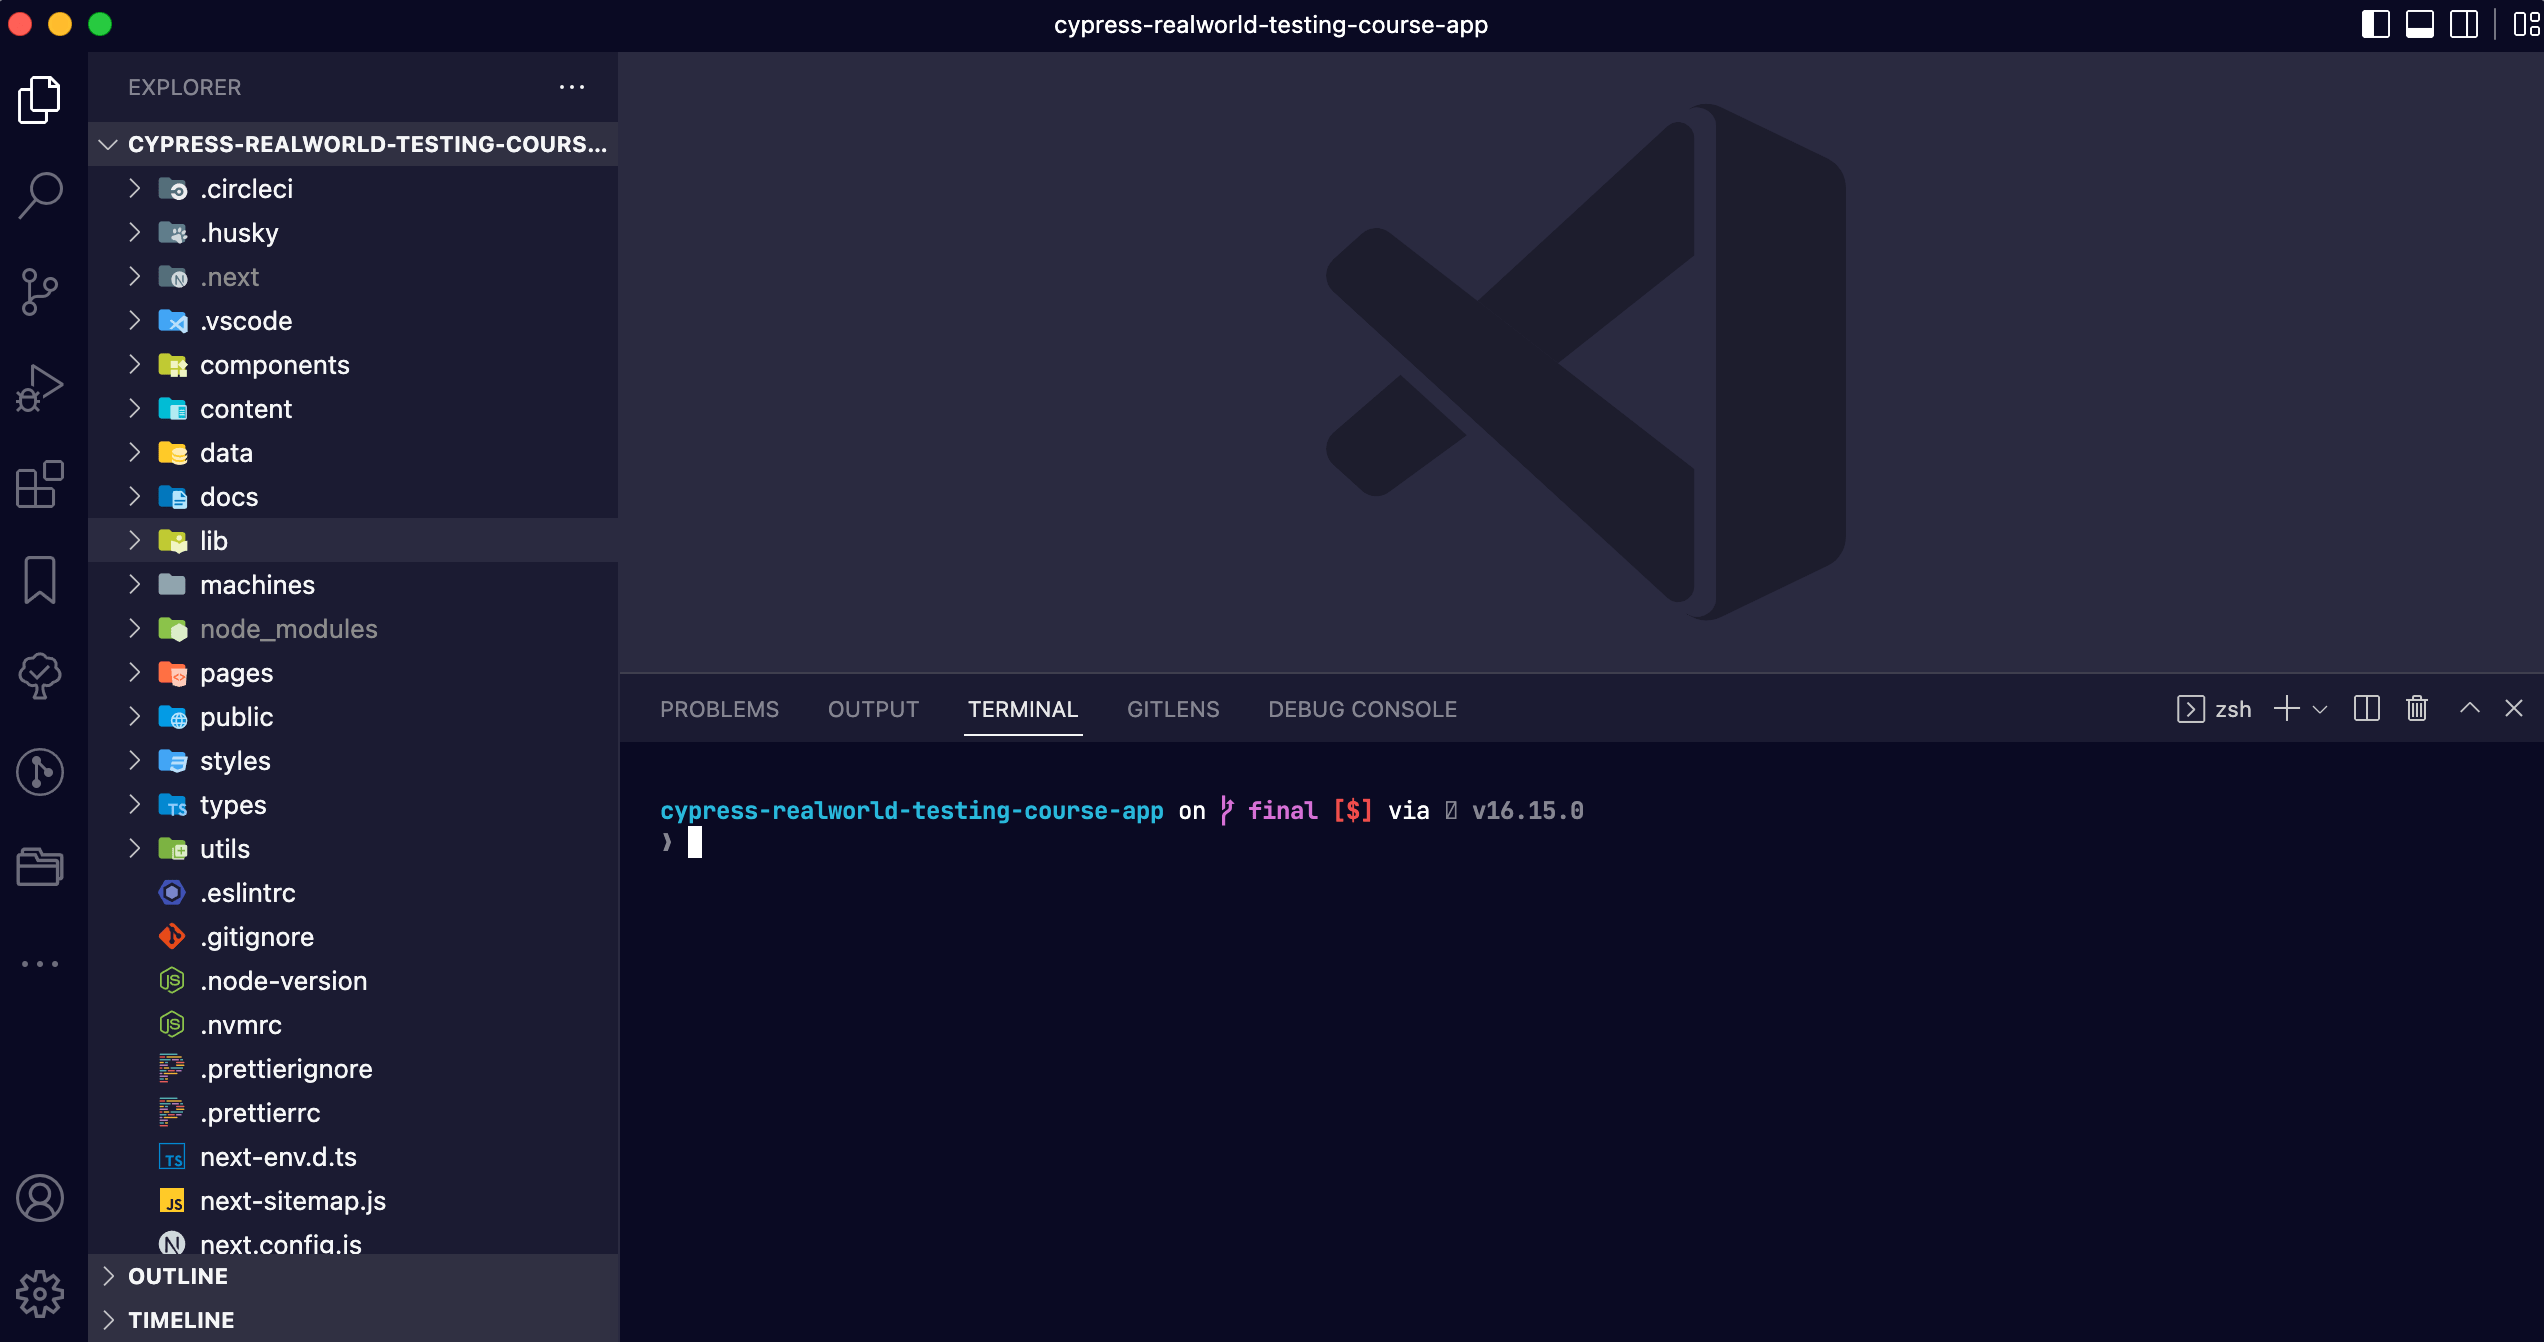 cypress-realworld-testing-course-app
EXPLORER
CYPRESS-REALWORLD-TESTING-COURS...
.circleci
.husky
.next
.vscode
components
content
data
docs
lib
machines
node_modules
pages
public
styles
types
utils
.eslintrc
.gitignore
.node-version
.nvmrc
.prettierignore
.prettierrc
next-env.d.ts
next-sitemap.js
next.config.js
OUTLINE
TIMELINE
PROBLEMS OUTPUT TERMINAL GITLENS DEBUG CONSOLE zsh
cypress-realworld-testing-course-app on final [$] via v16.15.0
❯